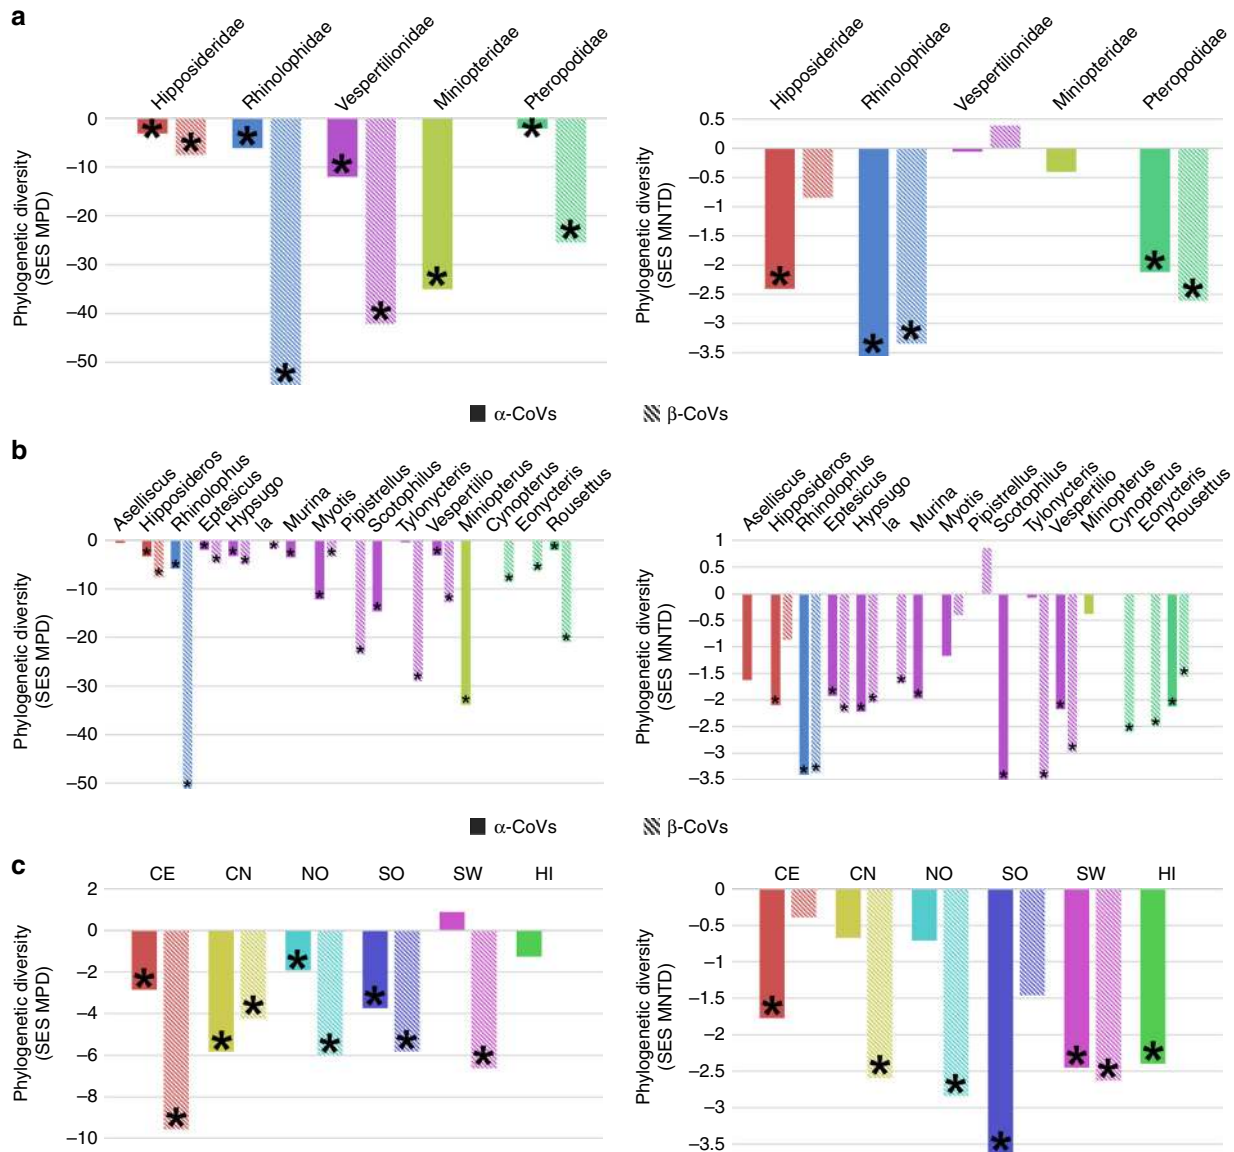 a
Hipposideridae
Rhinolophidae
Vespertilionidae
Miniopteridae
Pteropodidae
0
–10
–20
–30
–40
–50
Phylogenetic diversity
(SES MPD)
Hipposideridae
Rhinolophidae
Vespertilionidae
Miniopteridae
Pteropodidae
0.5
0
–0.5
–1
–1.5
–2
–2.5
–3
–3.5
Phylogenetic diversity
(SES MNTD)
α-CoVs
β-CoVs
b
Aselliscus
Hipposideros
Rhinolophus
Eptesicus
Hypsugo
Ia
Murina
Myotis
Pipistrellus
Scotophilus
Tylonycteris
Vespertilio
Miniopterus
Cynopterus
Eonycteris
Rousettus
0
–10
–20
–30
–40
–50
Phylogenetic diversity
(SES MPD)
Aselliscus
Hipposideros
Rhinolophus
Eptesicus
Hypsugo
Ia
Murina
Myotis
Pipistrellus
Scotophilus
Tylonycteris
Vespertilio
Miniopterus
Cynopterus
Eonycteris
Rousettus
1
0.5
0
–0.5
–1
–1.5
–2
–2.5
–3
–3.5
Phylogenetic diversity
(SES MNTD)
α-CoVs
β-CoVs
c
CE CN NO SO SW HI
2
0
–2
–4
–6
–8
–10
Phylogenetic diversity
(SES MPD)
CE CN NO SO SW HI
0
–0.5
–1
–1.5
–2
–2.5
–3
–3.5
Phylogenetic diversity
(SES MNTD)